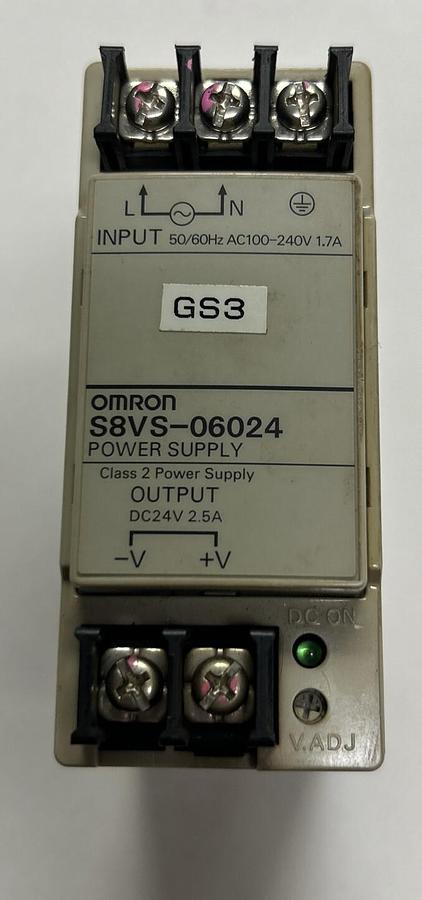 L N
INPUT 50/60Hz AC100-240V 1.7A
GS3
OMRON
S8VS-06024
POWER SUPPLY
Class 2 Power Supply
OUTPUT
DC24V 2.5A
-V +V
DC ON
V.ADJ